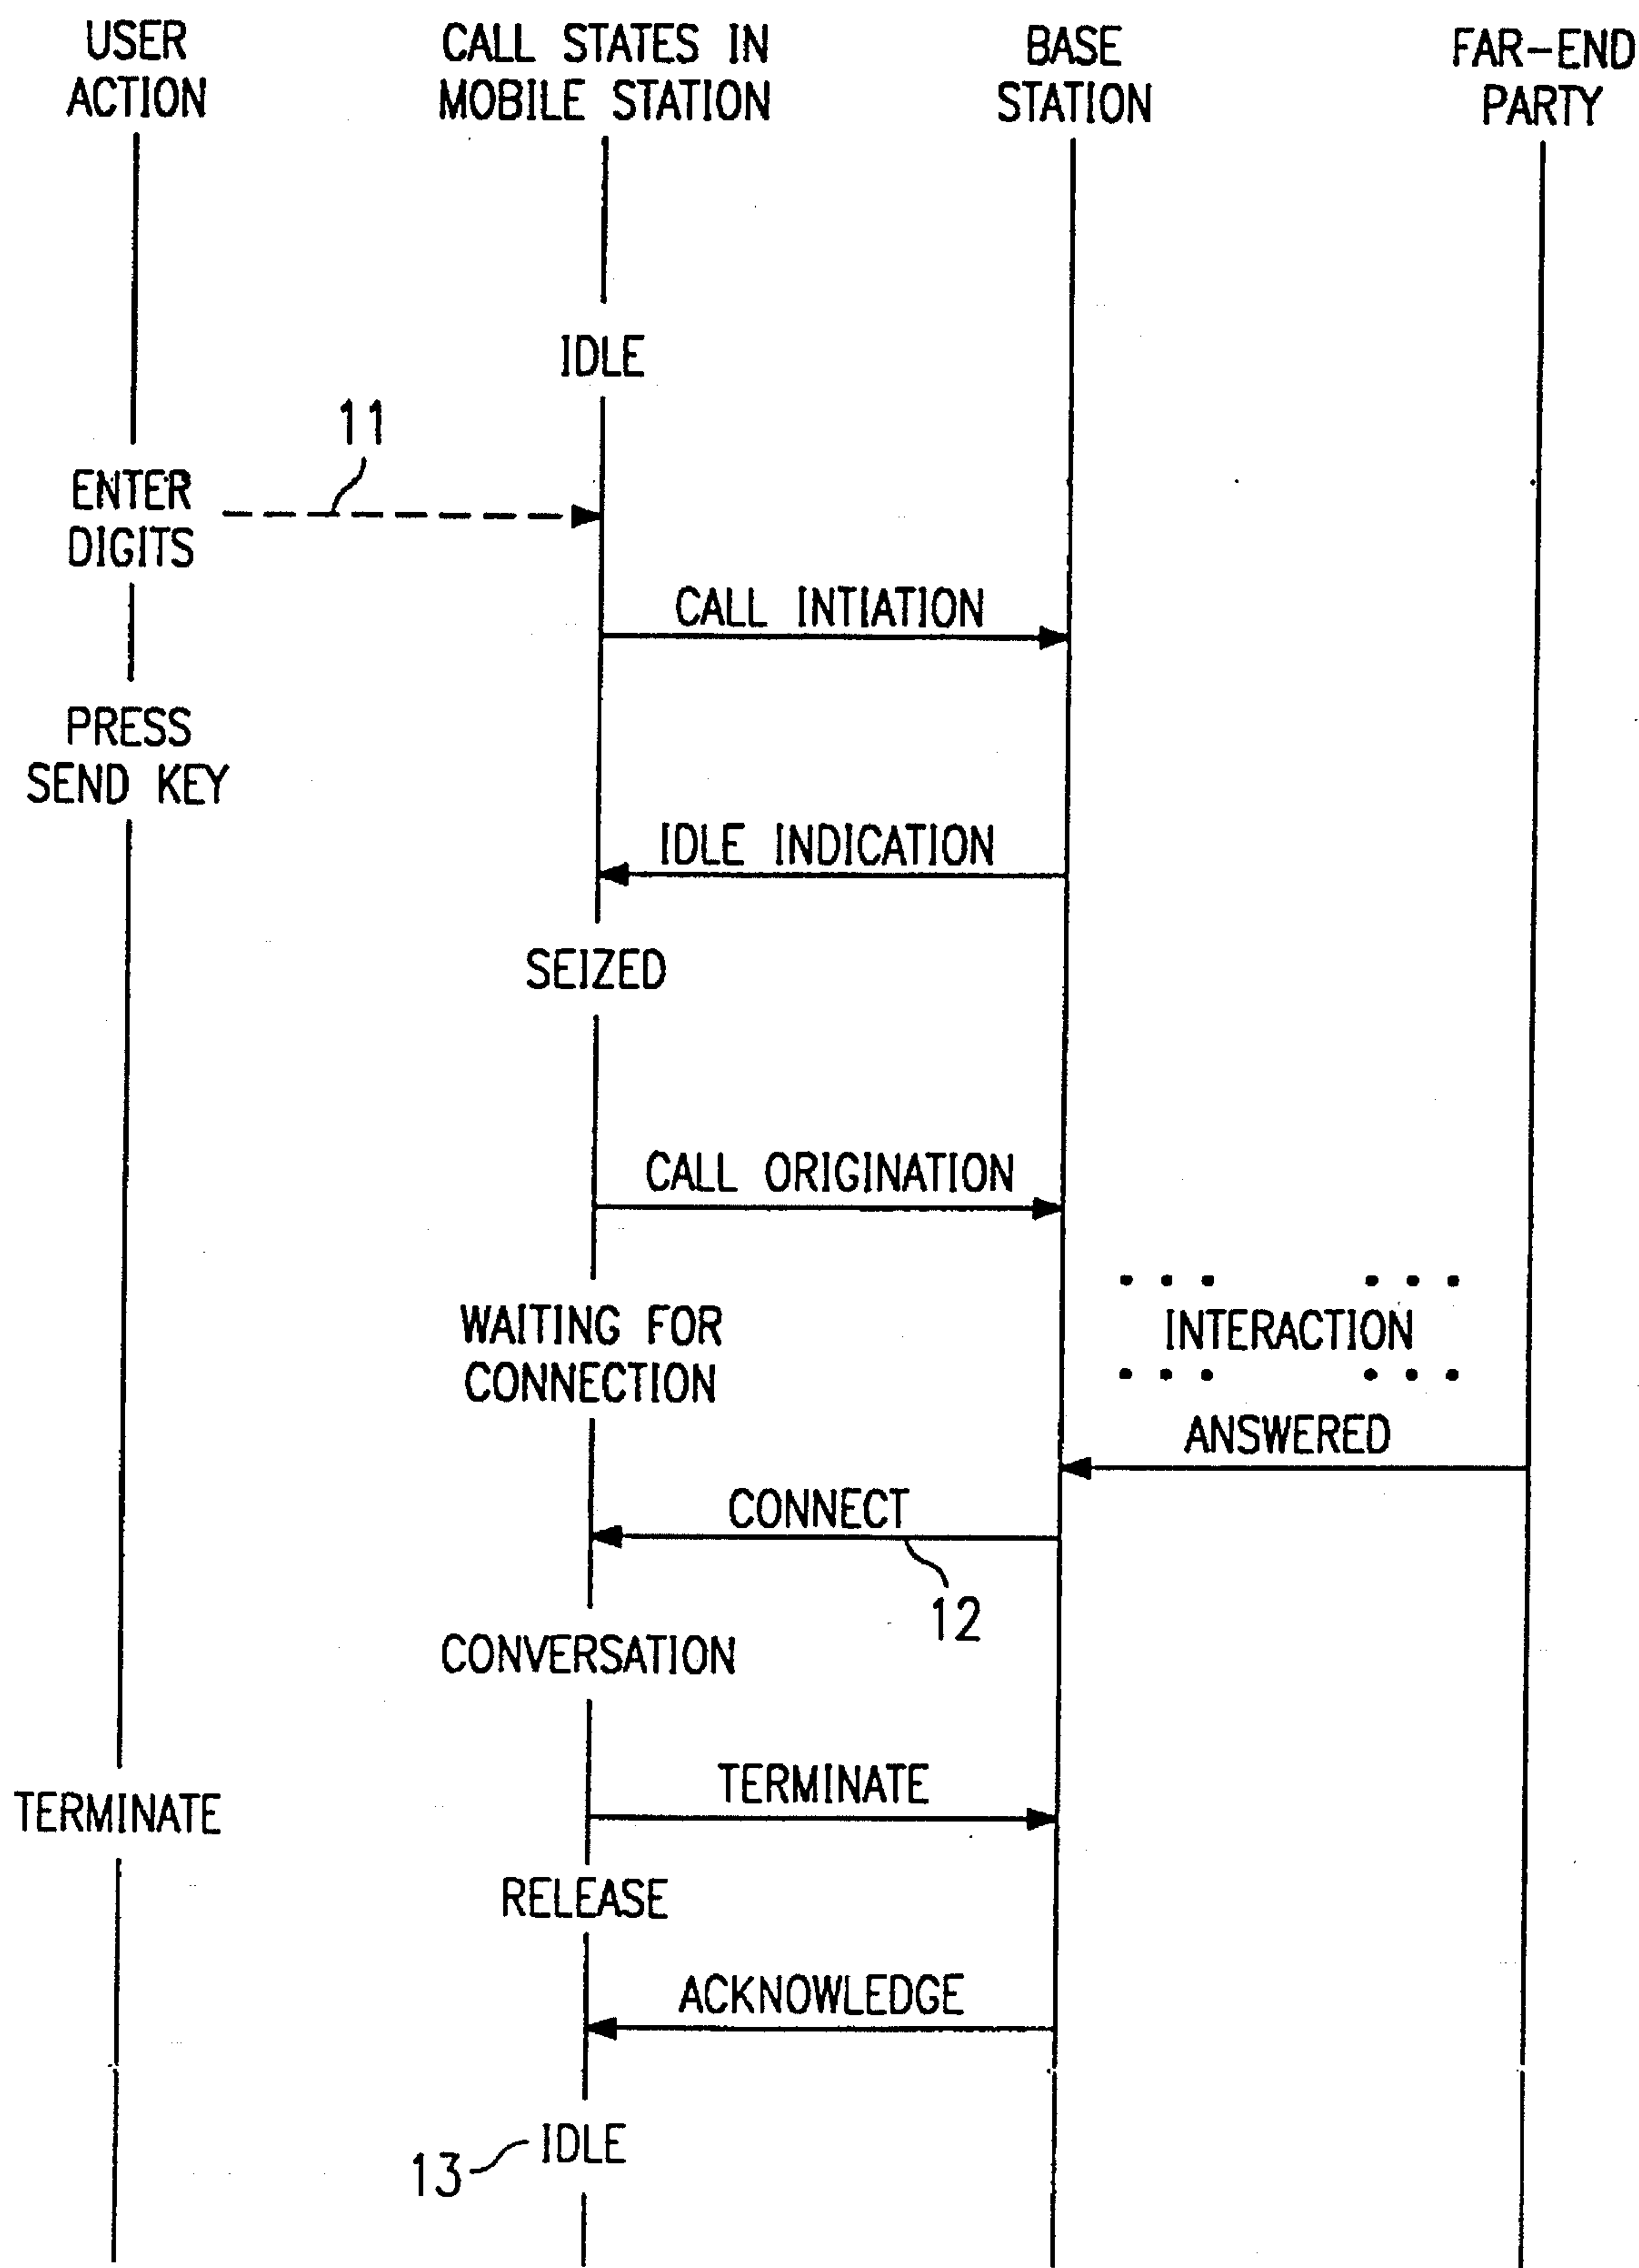 USER
ACTION
CALL STATES IN
MOBILE STATION
BASE
STATION
FAR-END
PARTY
IDLE
11
ENTER
DIGITS
CALL INTIATION
PRESS
SEND KEY
IDLE INDICATION
SEIZED
CALL ORIGINATION
WAITING FOR
CONNECTION
• • • • • •
INTERACTION
• • • • • •
ANSWERED
CONNECT
12
CONVERSATION
TERMINATE
TERMINATE
RELEASE
ACKNOWLEDGE
13
IDLE